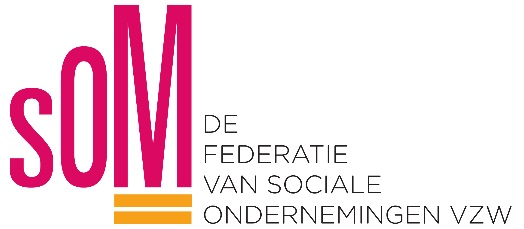 SOM
DE
FEDERATIE
VAN SOCIALE
ONDERNEMINGEN VZW